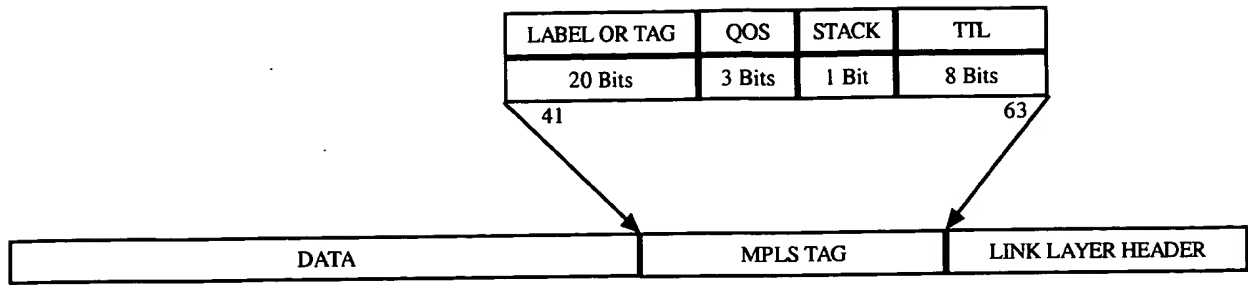 LABEL OR TAG QOS STACK TTL
20 Bits 3 Bits 1 Bit 8 Bits
41 63
DATA MPLS TAG LINK LAYER HEADER